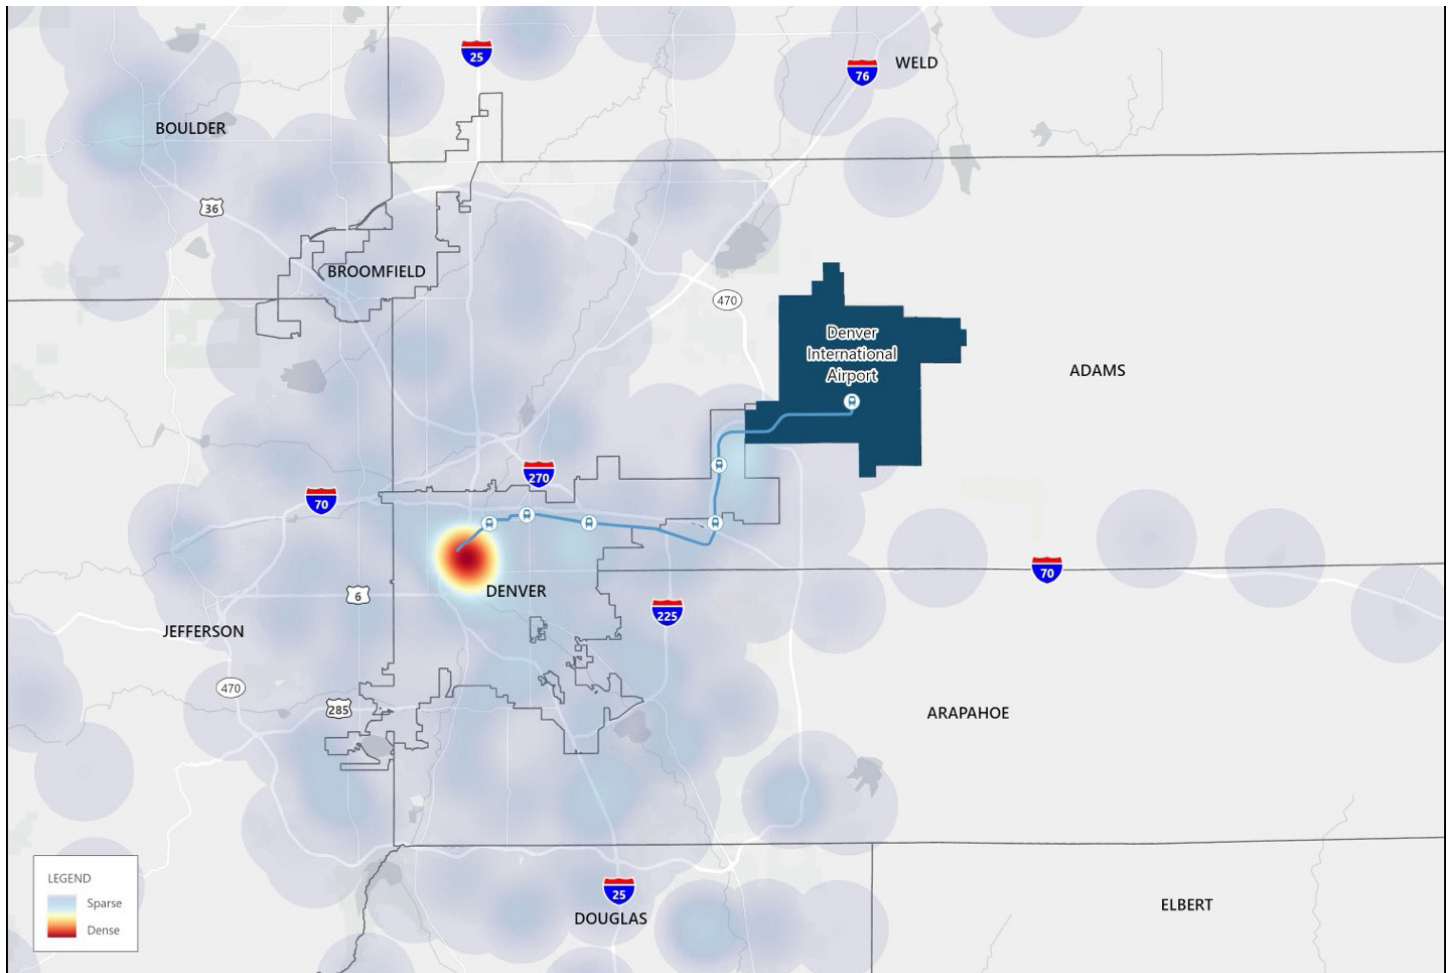 25
76
WELD
BOULDER
36
BROOMFIELD
470
Denver
International
Airport
ADAMS
270
70
DENVER
6
225
70
JEFFERSON
470
285
ARAPAHOE
LEGEND
Sparse
Dense
25
DOUGLAS
ELBERT